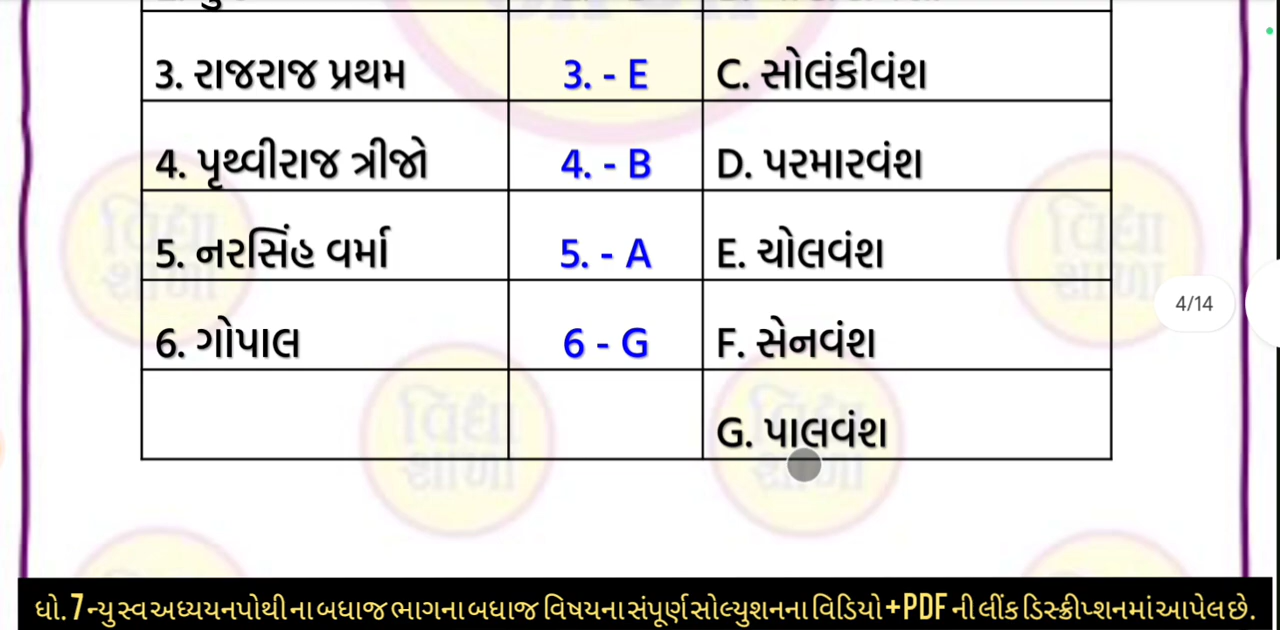 3. રાજરાજ પ્રથમ 3. - E C. સોલંકીવંશ
4. પૃથ્વીરાજ ત્રીજો 4. - B D. પરમારવંશ
5. નરસિંહ વર્મા 5. - A E. ચોલવંશ
6. ગોપાલ 6 - G F. સેનવંશ
G. પાલવંશ
4/14
વિદ્યા
શાળા
વિદ્યા
શાળા
વિદ્યા
શાળા
વિદ્યા
શાળા
ધો. 7 ન્યુ સ્વ અધ્યયનપોથી ના બધાજ ભાગના બધાજ વિષયના સંપૂર્ણ સોલ્યુશનના વિડિયો + PDF ની લીંક ડિસ્ક્રીપ્શનમાં આપેલ છે.